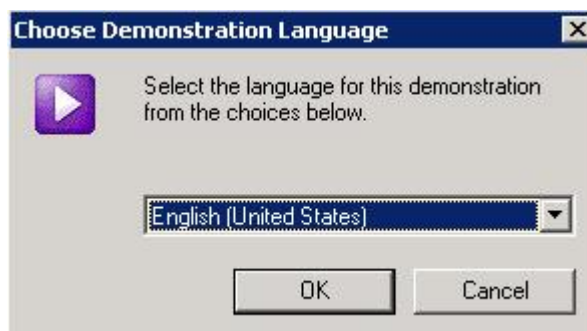 Choose Demonstration Language
Select the language for this demonstration
from the choices below.
English (United States)
OK
Cancel